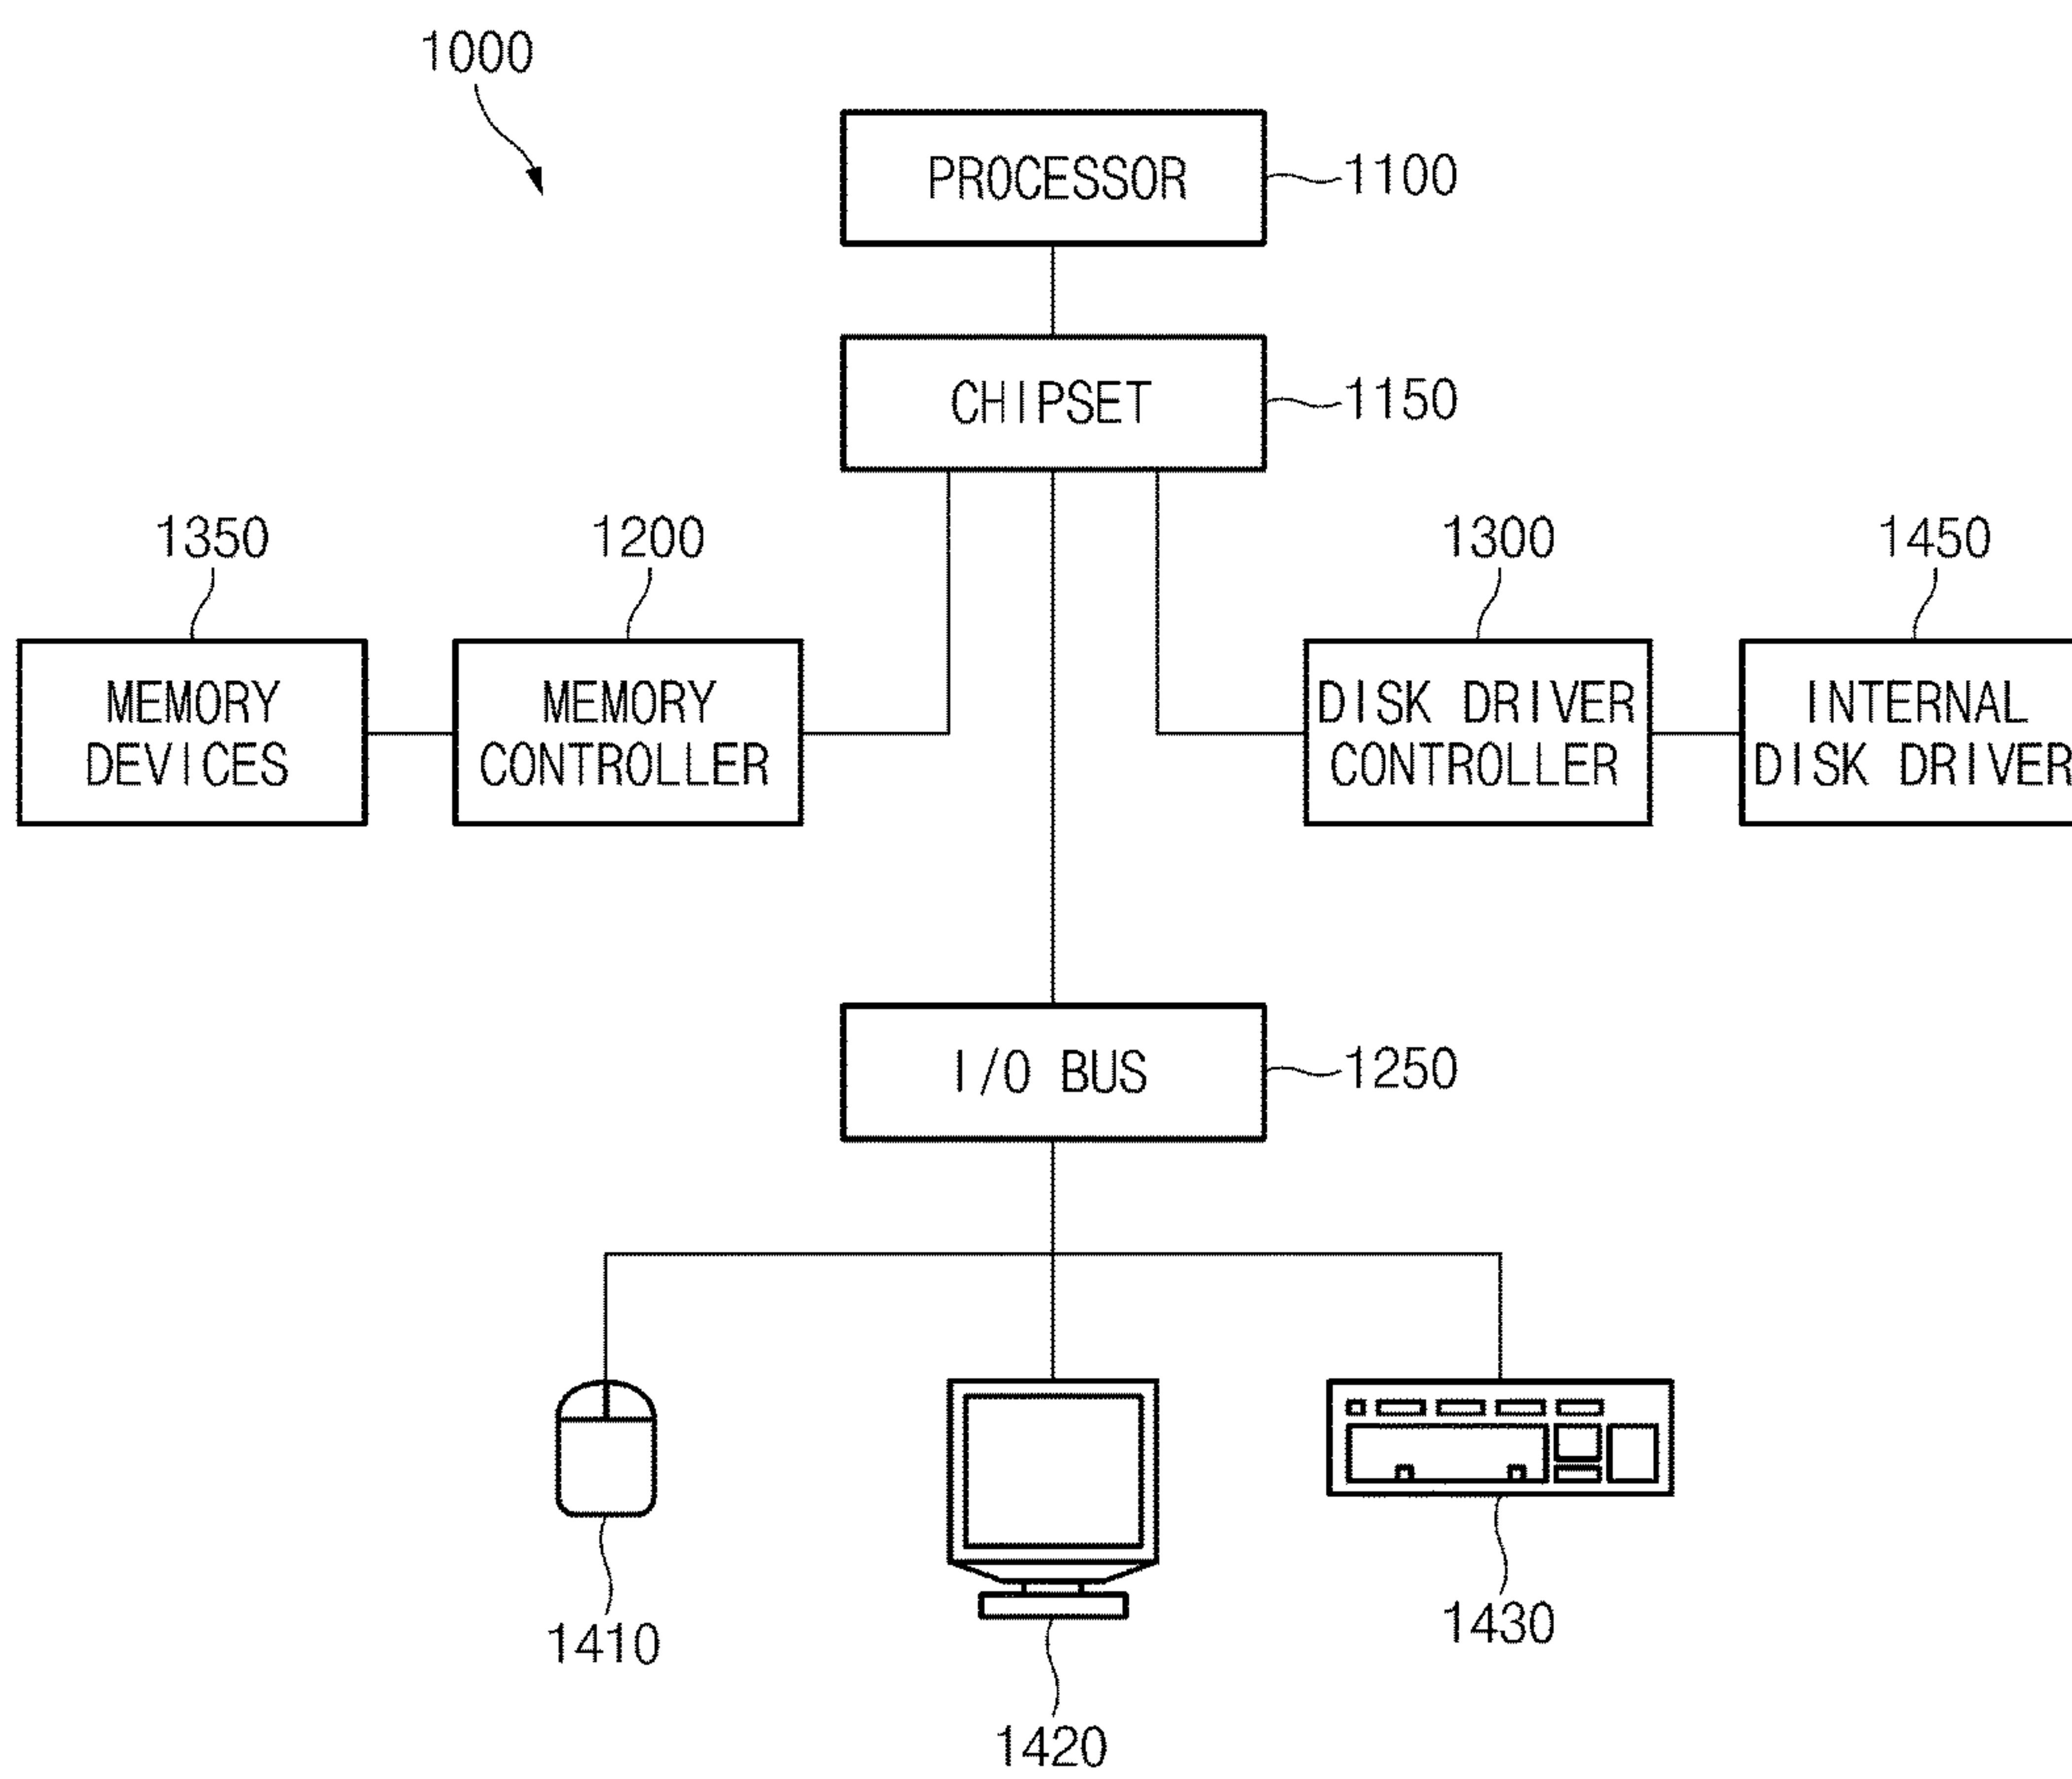 1000
PROCESSOR
1100
CHIPSET
1150
1350
1200
1300
1450
MEMORY
DEVICES
MEMORY
CONTROLLER
DISK DRIVER
CONTROLLER
INTERNAL
DISK DRIVER
I/O BUS
1250
1410
1420
1430